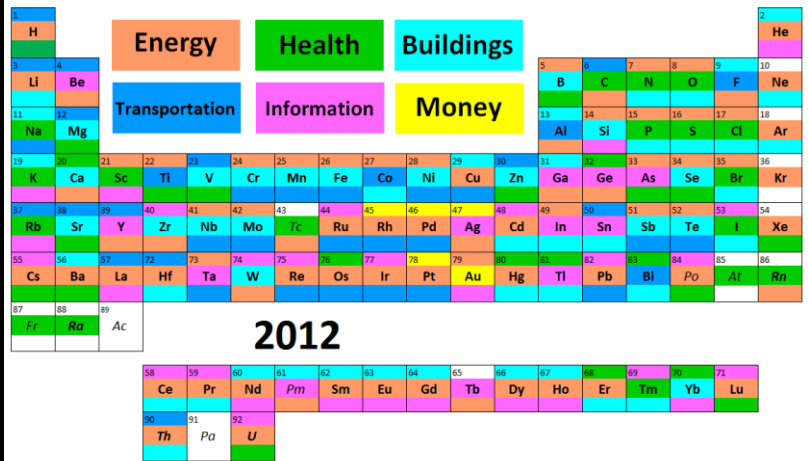 1 2
H Energy Health Buildings He
3 4 5 6 7 8 9 10
Li Be B C N O F Ne
11 12 Transportation Information Money 13 14 15 16 17 18
Na Mg Al Si P S Cl Ar
19 20 21 22 23 24 25 26 27 28 29 30 31 32 33 34 35 36
K Ca Sc Ti V Cr Mn Fe Co Ni Cu Zn Ga Ge As Se Br Kr
37 38 39 40 41 42 43 44 45 46 47 48 49 50 51 52 53 54
Rb Sr Y Zr Nb Mo Tc Ru Rh Pd Ag Cd In Sn Sb Te I Xe
55 56 57 72 73 74 75 76 77 78 79 80 81 82 83 84 85 86
Cs Ba La Hf Ta W Re Os Ir Pt Au Hg Tl Pb Bi Po At Rn
87 88 89
Fr Ra Ac
2012
58 59 60 61 62 63 64 65 66 67 68 69 70 71
Ce Pr Nd Pm Sm Eu Gd Tb Dy Ho Er Tm Yb Lu
90 91 92
Th Pa U